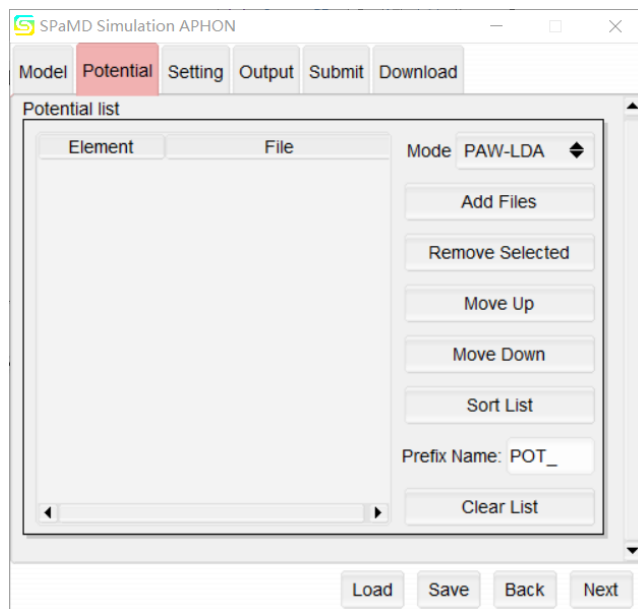 SPaMD Simulation APHON
Model Potential Setting Output Submit Download
Potential list
Element File
Mode PAW-LDA
Add Files
Remove Selected
Move Up
Move Down
Sort List
Prefix Name: POT_
Clear List
Load Save Back Next